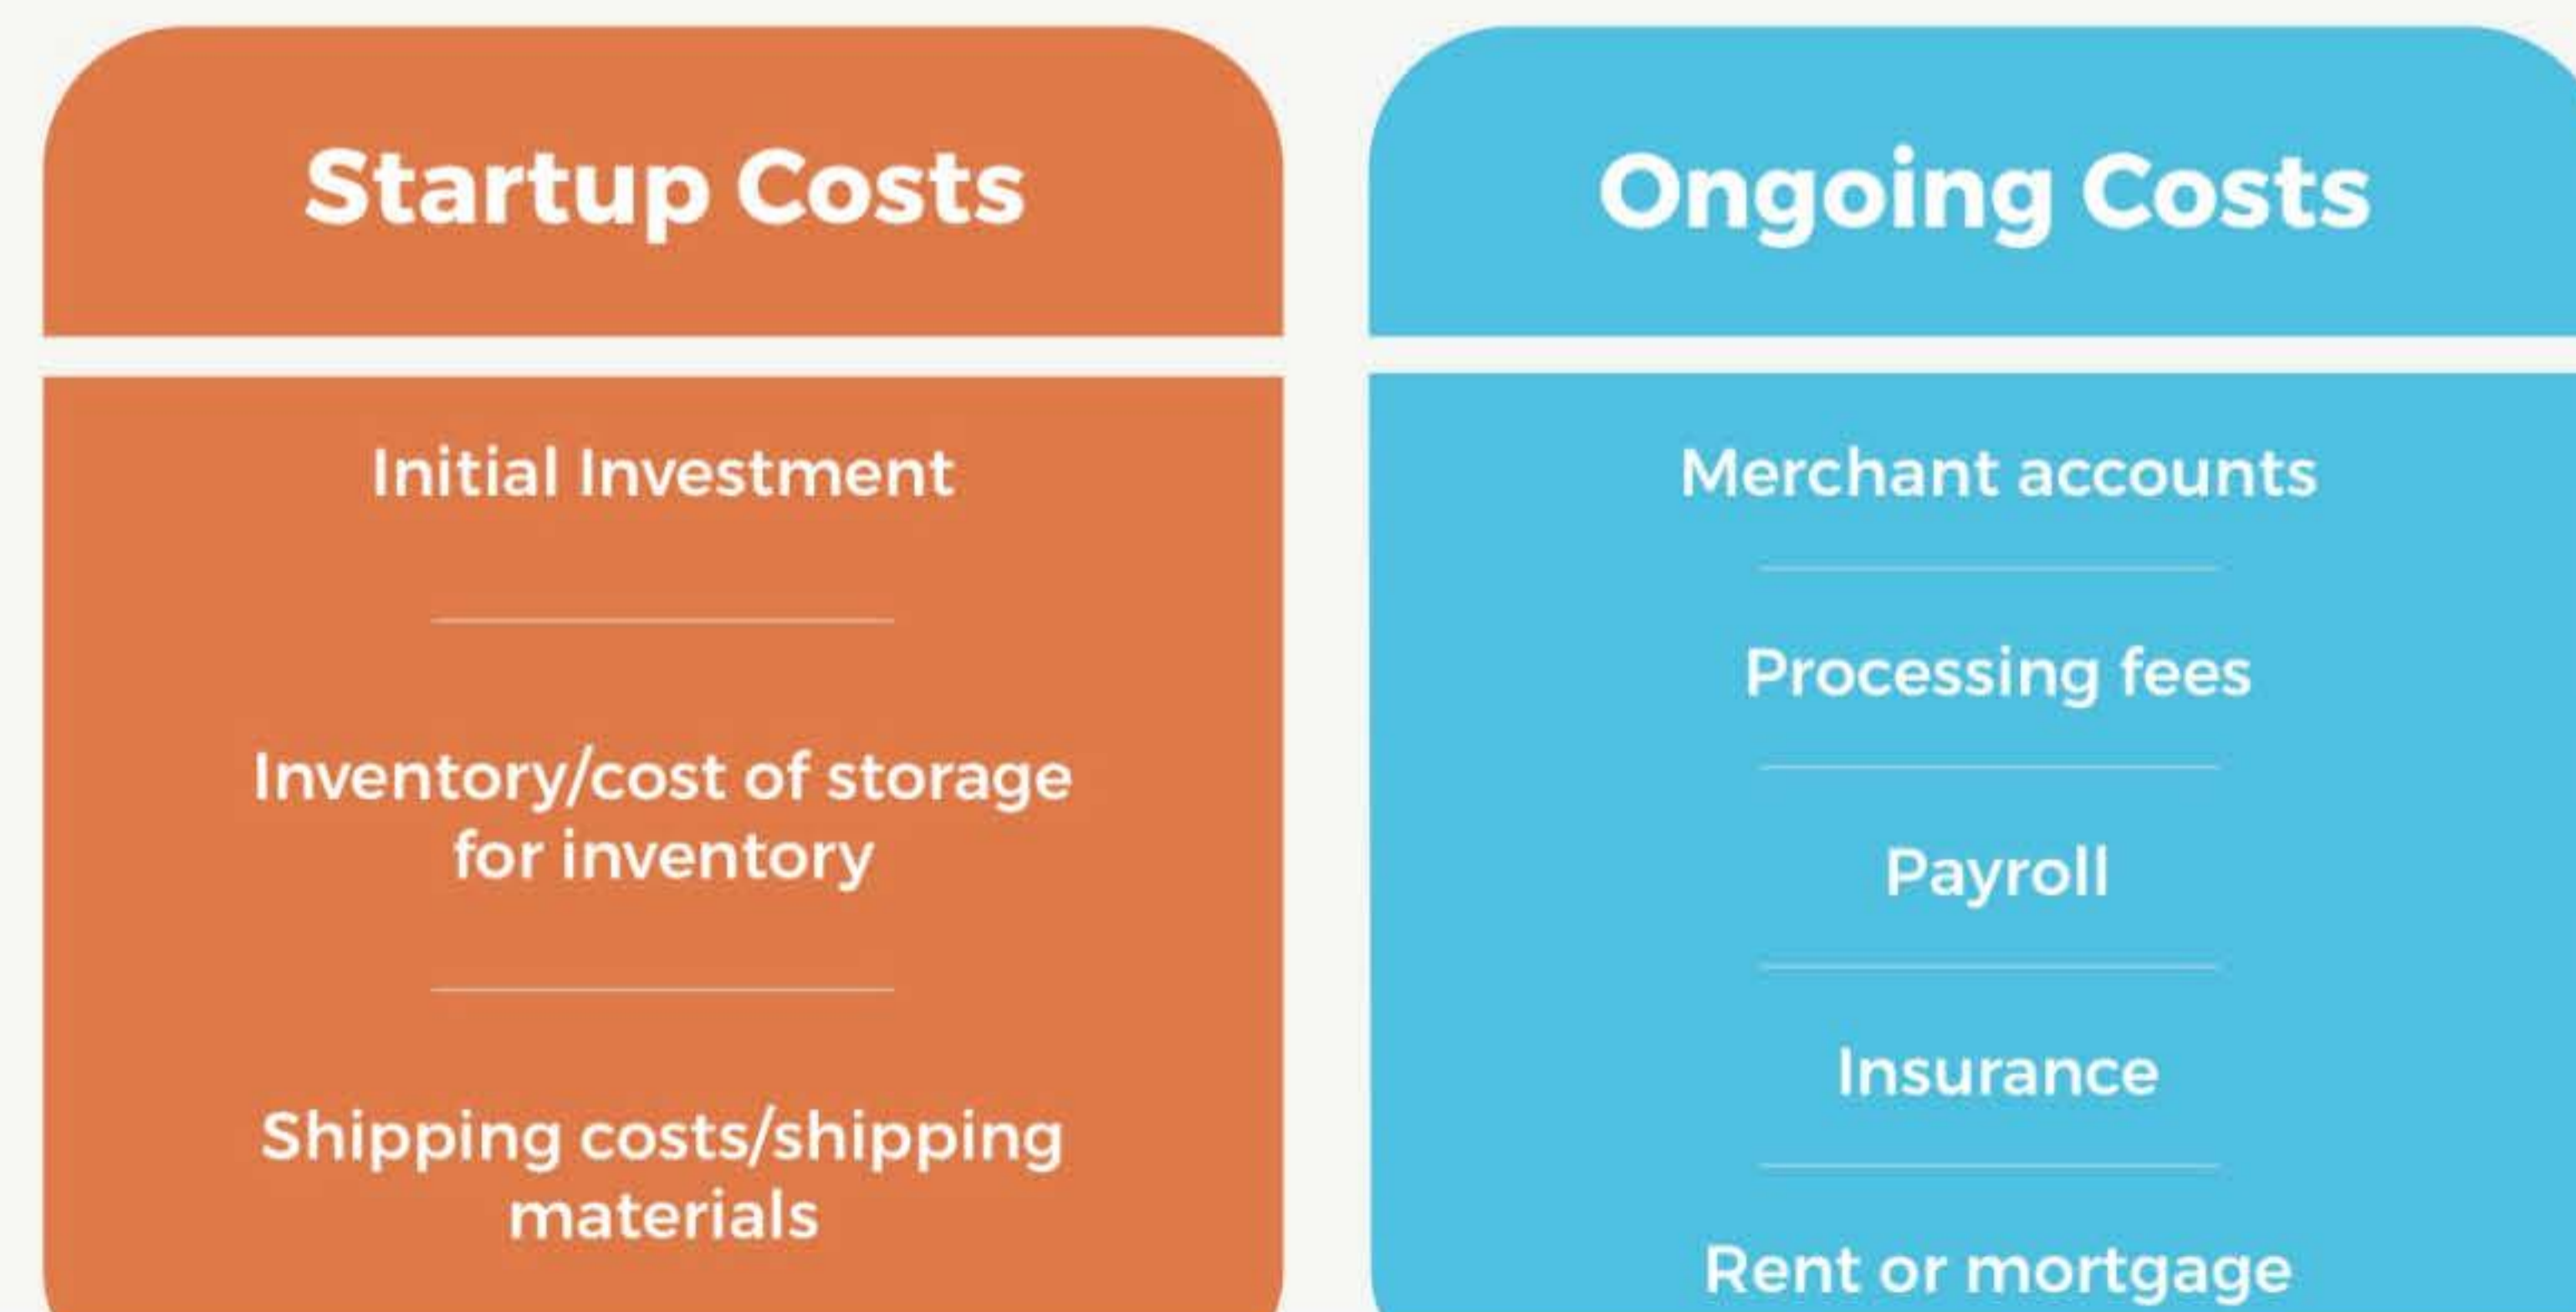 Startup Costs
Initial Investment
Inventory/cost of storage
for inventory
Shipping costs/shipping
materials
Ongoing Costs
Merchant accounts
Processing fees
Payroll
Insurance
Rent or mortgage